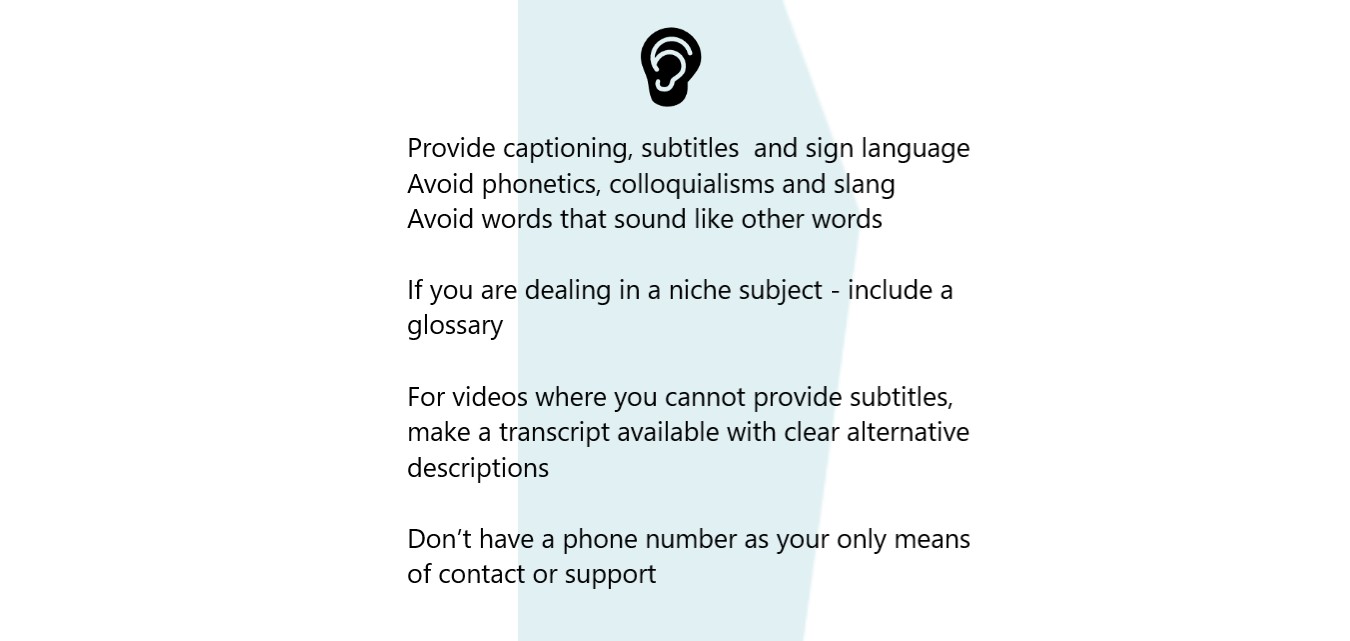 Provide captioning, subtitles  and sign language
Avoid phonetics, colloquialisms and slang
Avoid words that sound like other words
If you are dealing in a niche subject - include a
glossary
For videos where you cannot provide subtitles,
make a transcript available with clear alternative
descriptions
Don’t have a phone number as your only means
of contact or support